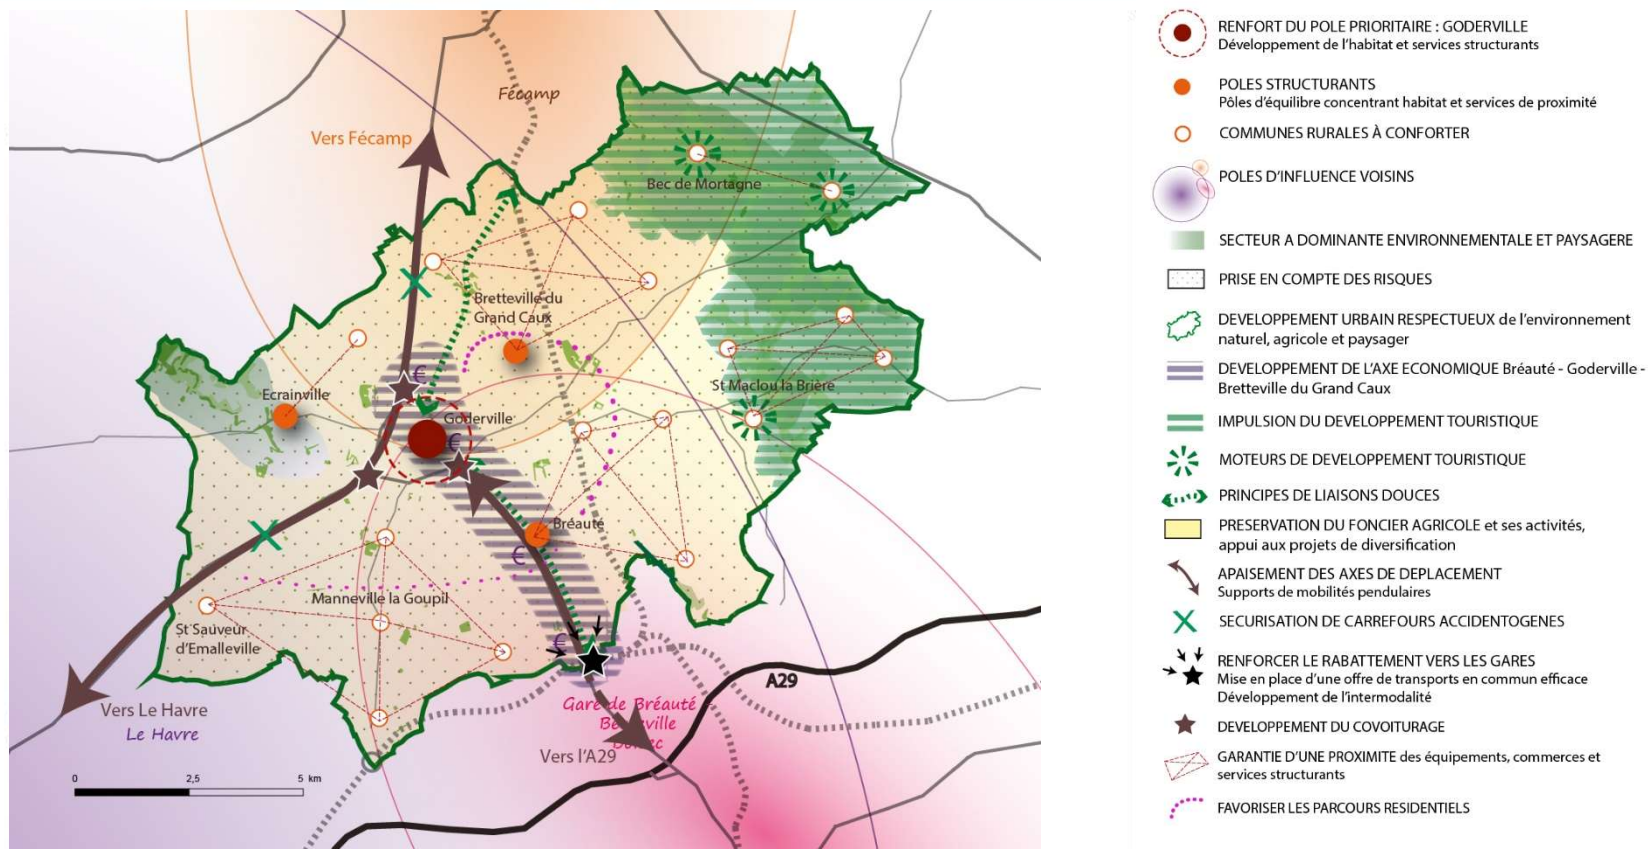 Fécamp
Vers Fécamp
Bec de Mortagne
Bretteville du
Grand Caux
€
Ecrainville
St Maclou la Brière
Goderville
€
Bréauté
€
Manneville la Goupil
St Sauveur
d'Emalleville
€
A29
Gare de Bréauté -
Vers Le Havre
Le Havre
Vers l'A29
0 2,5 5 km
RENFORT DU POLE PRIORITAIRE : GODERVILLE
Développement de l'habitat et services structurants
POLES STRUCTURANTS
Pôles d'équilibre concentrant habitat et services de proximité
COMMUNES RURALES À CONFORTER
POLES D'INFLUENCE VOISINS
SECTEUR A DOMINANTE ENVIRONNEMENTALE ET PAYSAGERE
PRISE EN COMPTE DES RISQUES
DEVELOPPEMENT URBAIN RESPECTUEUX de l'environnement
naturel, agricole et paysager
DEVELOPPEMENT DE L'AXE ECONOMIQUE Bréauté - Goderville -
Bretteville du Grand Caux
IMPULSION DU DEVELOPPEMENT TOURISTIQUE
MOTEURS DE DEVELOPPEMENT TOURISTIQUE
PRINCIPES DE LIAISONS DOUCES
PRESERVATION DU FONCIER AGRICOLE et ses activités,
appui aux projets de diversification
APAISEMENT DES AXES DE DEPLACEMENT
Supports de mobilités pendulaires
SECURISATION DE CARREFOURS ACCIDENTOGENES
RENFORCER LE RABATTEMENT VERS LES GARES
Mise en place d'une offre de transports en commun efficace
Développement de l'intermodalité
DEVELOPPEMENT DU COVOITURAGE
GARANTIE D'UNE PROXIMITE des équipements, commerces et
services structurants
FAVORISER LES PARCOURS RESIDENTIELS